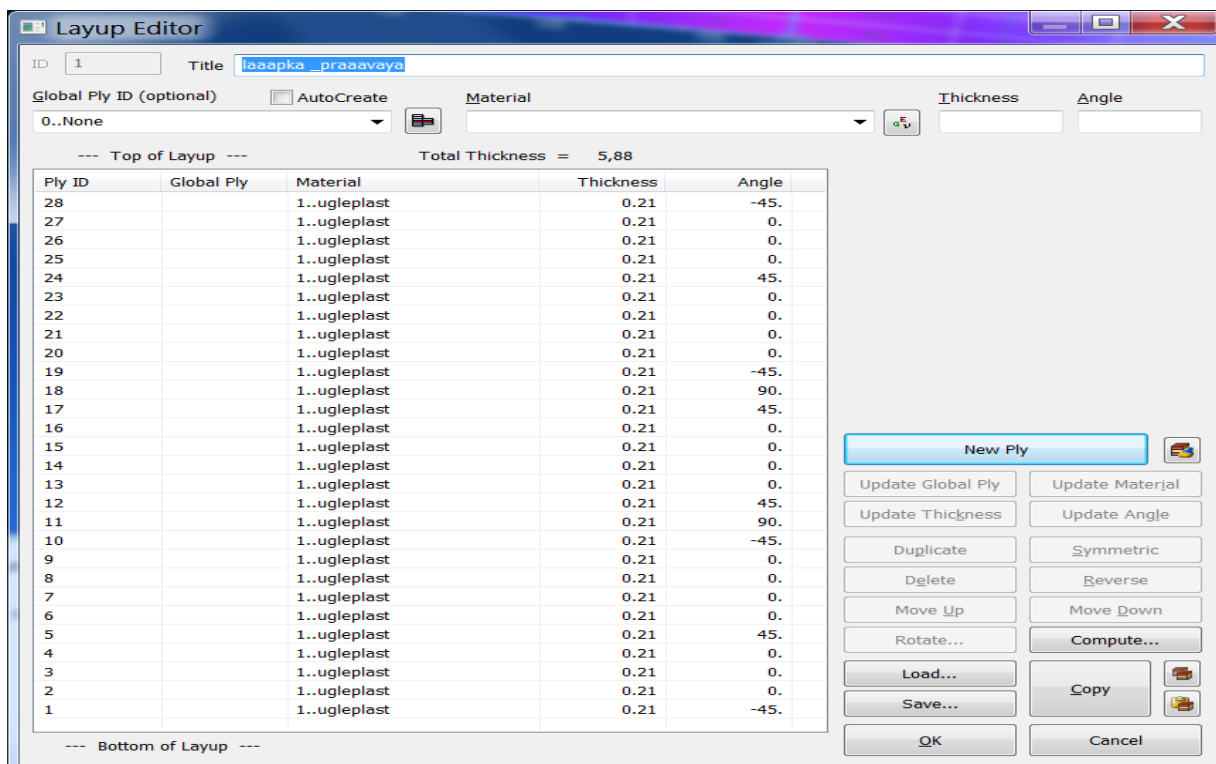 Layup Editor
ID 1 Title laaapka _praaavaya
Global Ply ID (optional) AutoCreate Material Thickness Angle
0..None
--- Top of Layup --- Total Thickness = 5,88
Ply ID Global Ply Material Thickness Angle
28 1..ugleplast 0.21 -45.
27 1..ugleplast 0.21 0.
26 1..ugleplast 0.21 0.
25 1..ugleplast 0.21 0.
24 1..ugleplast 0.21 45.
23 1..ugleplast 0.21 0.
22 1..ugleplast 0.21 0.
21 1..ugleplast 0.21 0.
20 1..ugleplast 0.21 0.
19 1..ugleplast 0.21 -45.
18 1..ugleplast 0.21 90.
17 1..ugleplast 0.21 45.
16 1..ugleplast 0.21 0.
15 1..ugleplast 0.21 0.
14 1..ugleplast 0.21 0.
13 1..ugleplast 0.21 0.
12 1..ugleplast 0.21 45.
11 1..ugleplast 0.21 90.
10 1..ugleplast 0.21 -45.
9 1..ugleplast 0.21 0.
8 1..ugleplast 0.21 0.
7 1..ugleplast 0.21 0.
6 1..ugleplast 0.21 0.
5 1..ugleplast 0.21 45.
4 1..ugleplast 0.21 0.
3 1..ugleplast 0.21 0.
2 1..ugleplast 0.21 0.
1 1..ugleplast 0.21 -45.
--- Bottom of Layup ---
New Ply
Update Global Ply Update Material
Update Thickness Update Angle
Duplicate Symmetric
Delete Reverse
Move Up Move Down
Rotate... Compute...
Load... Copy
Save...
OK Cancel